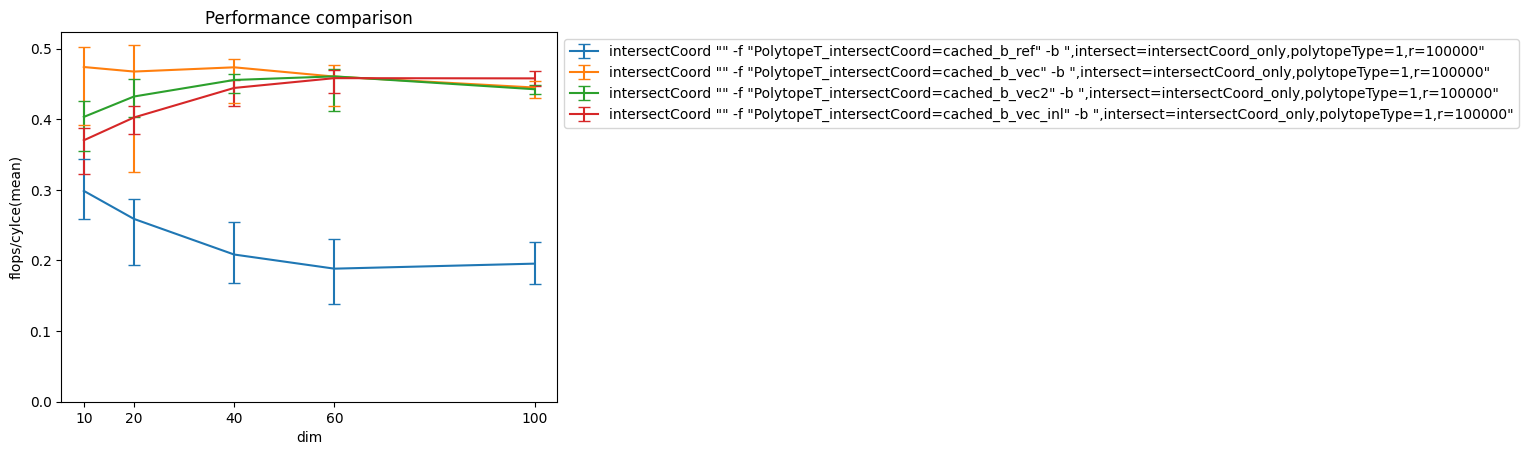 Performance comparison
flops/cylce(mean)
0.5
0.4
0.3
0.2
0.1
0.0
10 20 40 60 100
dim
intersectCoord "" -f "PolytopeT_intersectCoord=cached_b_ref" -b ",intersect=intersectCoord_only,polytopeType=1,r=100000"
intersectCoord "" -f "PolytopeT_intersectCoord=cached_b_vec" -b ",intersect=intersectCoord_only,polytopeType=1,r=100000"
intersectCoord "" -f "PolytopeT_intersectCoord=cached_b_vec2" -b ",intersect=intersectCoord_only,polytopeType=1,r=100000"
intersectCoord "" -f "PolytopeT_intersectCoord=cached_b_vec_inl" -b ",intersect=intersectCoord_only,polytopeType=1,r=100000"